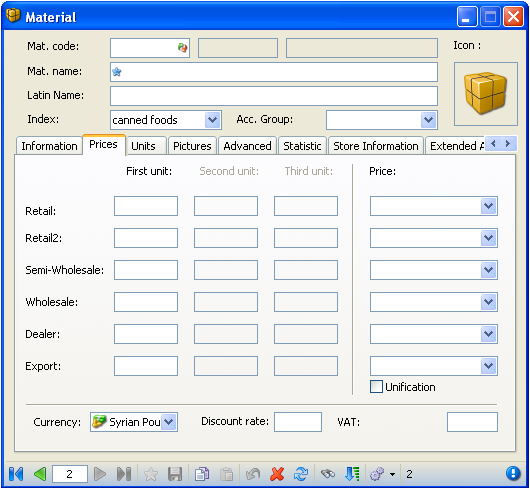 Material
Mat. code:
Icon :
Mat. name:
Latin Name:
Index: canned foods Acc. Group:
Information Prices Units Pictures Advanced Statistic Store Information Extended A
First unit: Second unit: Third unit: Price:
Retail:
Retail2:
Semi-Wholesale:
Wholesale:
Dealer:
Export:
Unification
Currency: Syrian Pou Discount rate: VAT:
2 2